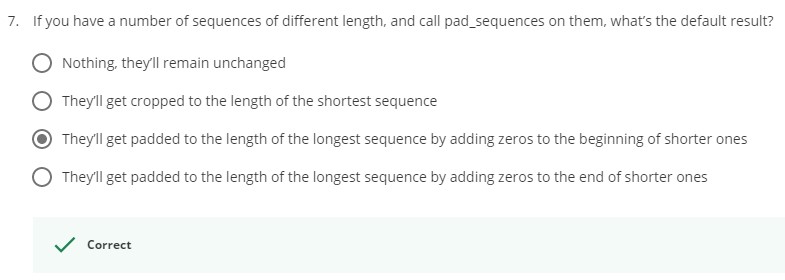 7. If you have a number of sequences of different length, and call pad_sequences on them, what's the default result?
Nothing, they'll remain unchanged
They'll get cropped to the length of the shortest sequence
They'll get padded to the length of the longest sequence by adding zeros to the beginning of shorter ones
They'll get padded to the length of the longest sequence by adding zeros to the end of shorter ones
Correct